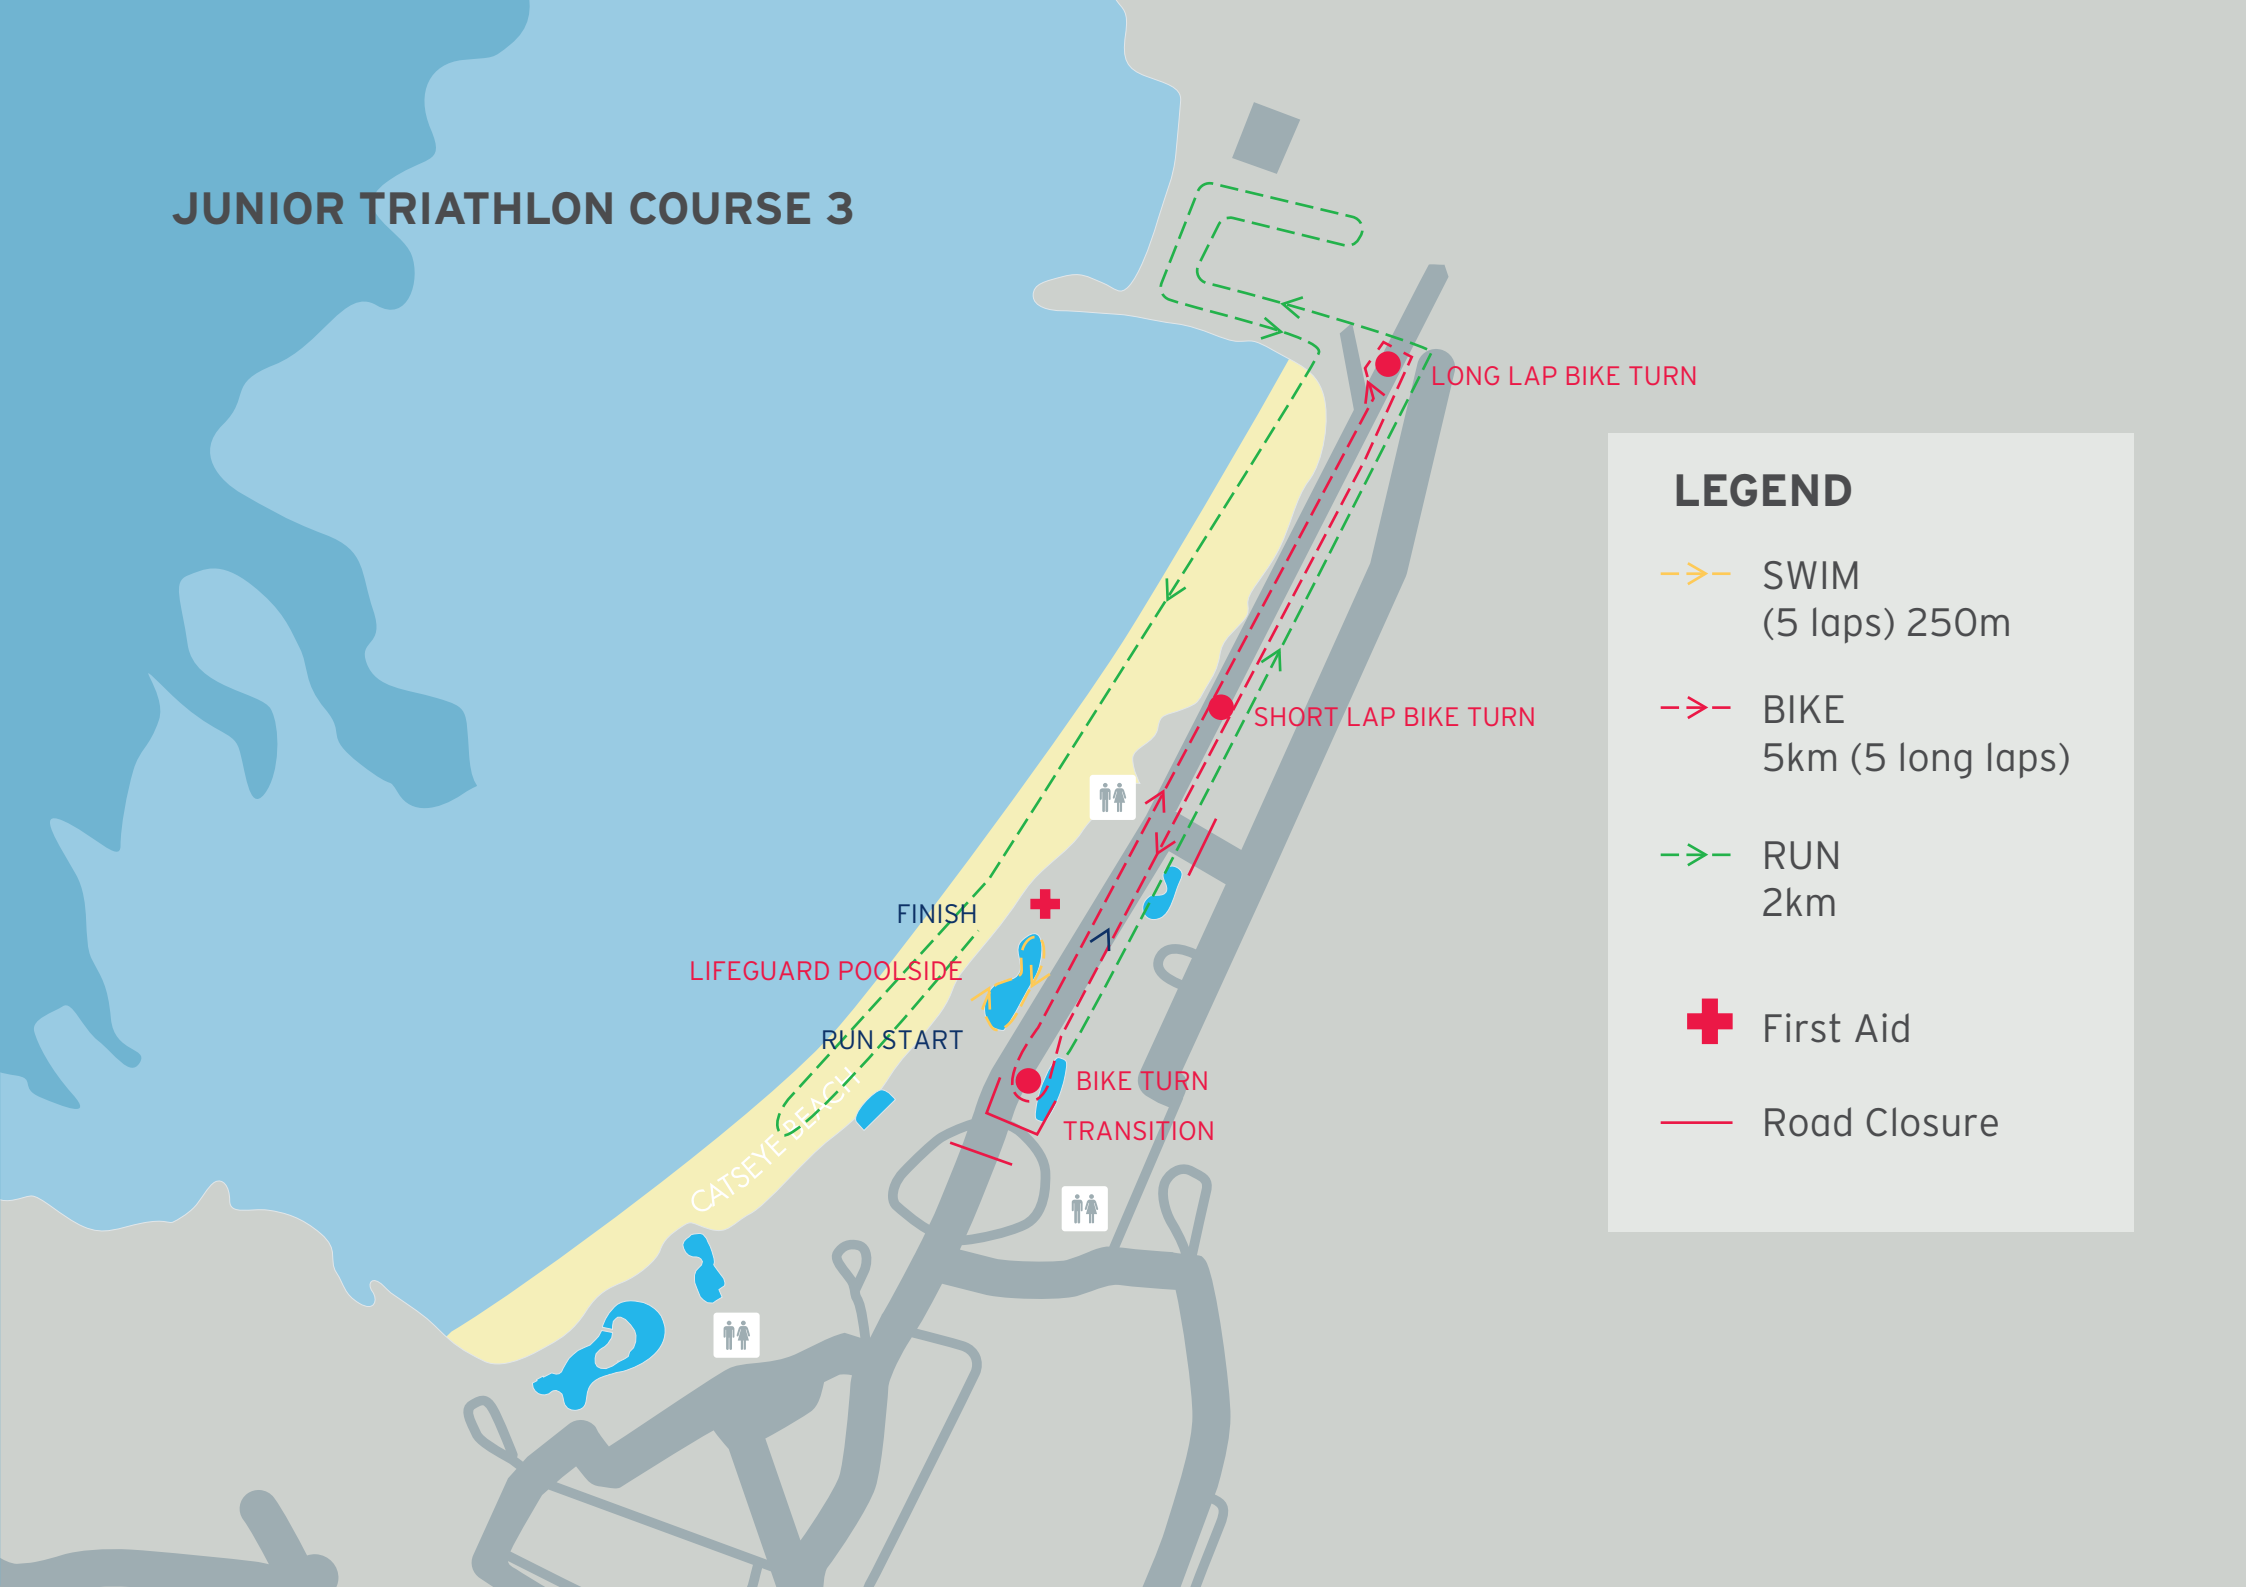 JUNIOR TRIATHLON COURSE 3
LONG LAP BIKE TURN
SHORT LAP BIKE TURN
FINISH
LIFEGUARD POOLSIDE
RUN START
CATSEYE BEACH
BIKE TURN
TRANSITION
LEGEND
SWIM
(5 laps) 250m
BIKE
5km (5 long laps)
RUN
2km
First Aid
Road Closure